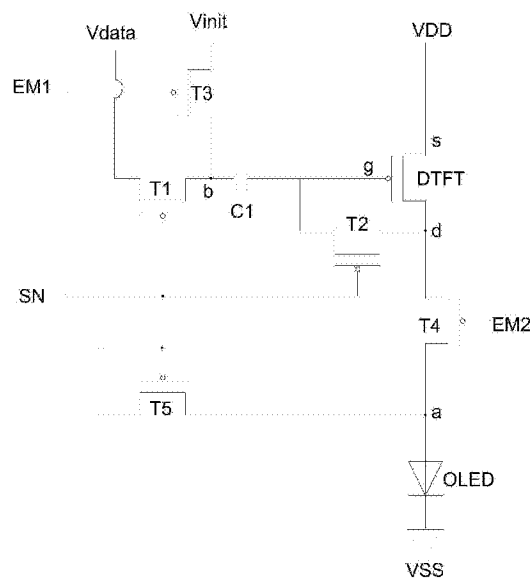 Vdata
Vinit
VDD
EM1
T3
s
g
DTFT
T1
b
C1
T2
d
SN
T4
EM2
T5
a
OLED
VSS